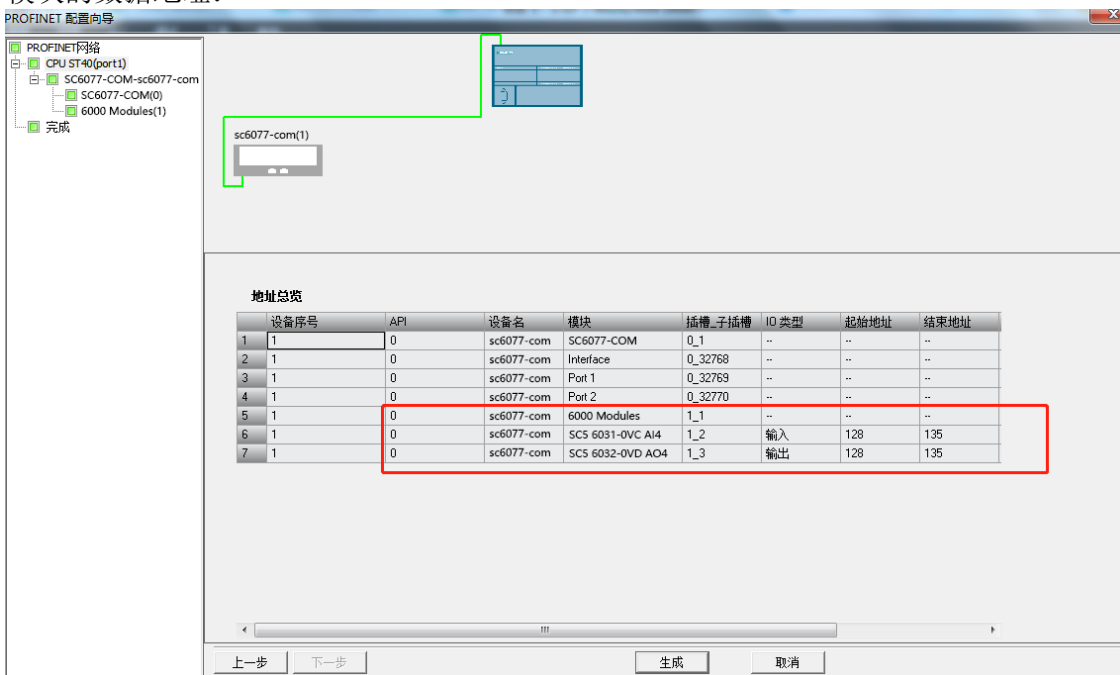 PROFINET 配置向导
PROFINET网络
CPU ST40(port1)
SC6077-COM-sc6077-com
SC6077-COM(0)
6000 Modules(1)
完成
sc6077-com(1)
地址总览
设备序号 API 设备名 模块 插槽_子插槽 IO 类型 起始地址 结束地址
1 1 0 sc6077-com SC6077-COM 0_1 -- -- --
2 1 0 sc6077-com Interface 0_32768 -- -- --
3 1 0 sc6077-com Port 1 0_32769 -- -- --
4 1 0 sc6077-com Port 2 0_32770 -- -- --
5 1 0 sc6077-com 6000 Modules 1_1 -- -- --
6 1 0 sc6077-com SC5 6031-0VC AI4 1_2 输入 128 135
7 1 0 sc6077-com SC5 6032-0VD AO4 1_3 输出 128 135
上一步 下一步 生成 取消